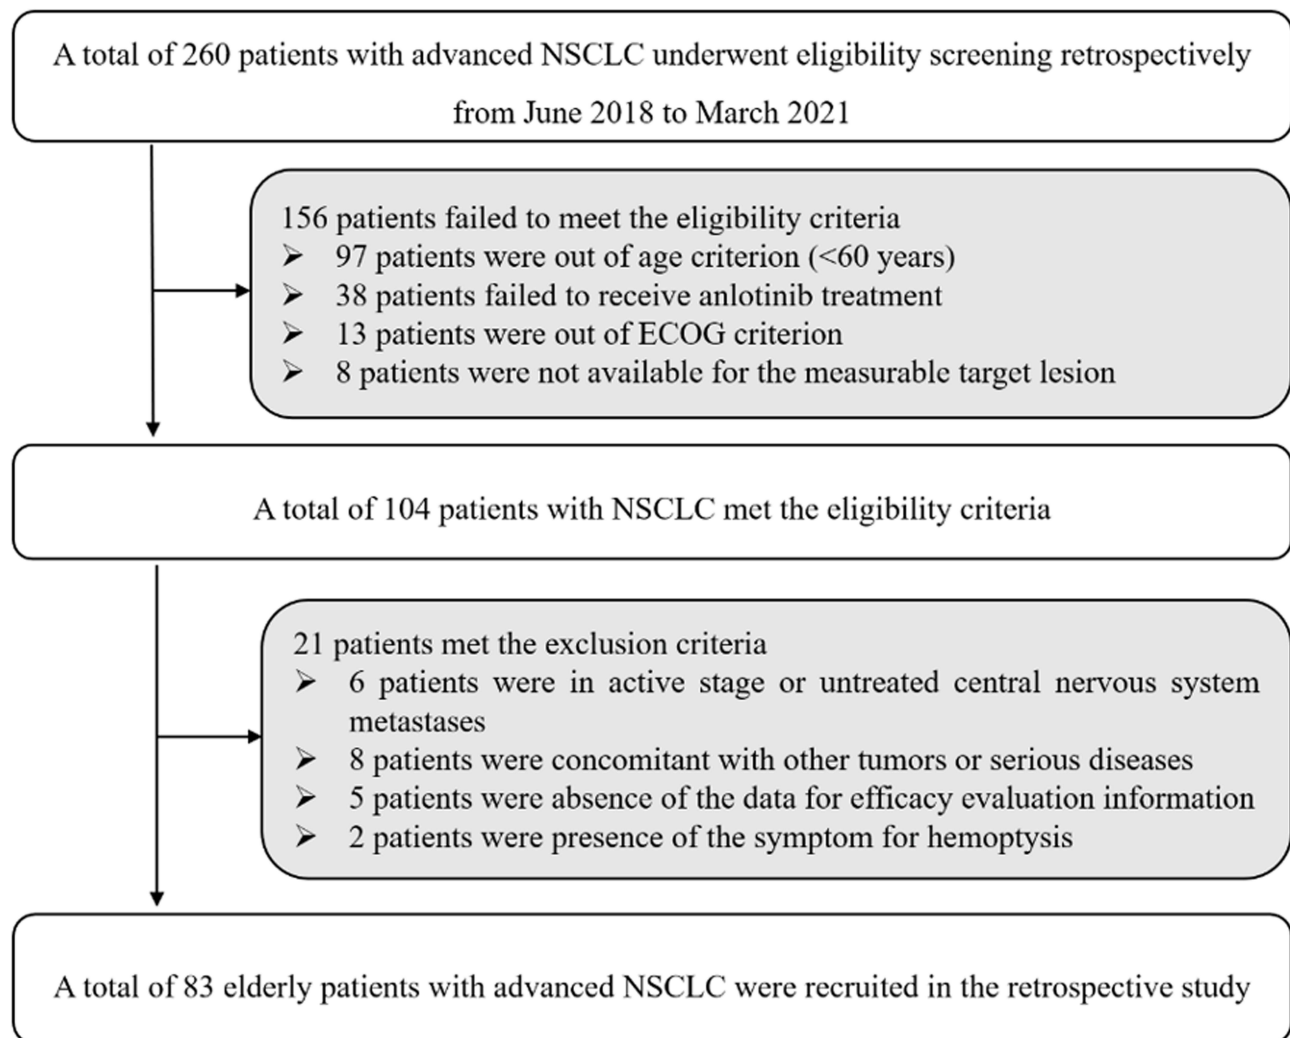 A total of 260 patients with advanced NSCLC underwent eligibility screening retrospectively
from June 2018 to March 2021
156 patients failed to meet the eligibility criteria
➢ 97 patients were out of age criterion (<60 years)
➢ 38 patients failed to receive anlotinib treatment
➢ 13 patients were out of ECOG criterion
➢ 8 patients were not available for the measurable target lesion
A total of 104 patients with NSCLC met the eligibility criteria
21 patients met the exclusion criteria
➢ 6 patients were in active stage or untreated central nervous system
metastases
➢ 8 patients were concomitant with other tumors or serious diseases
➢ 5 patients were absence of the data for efficacy evaluation information
➢ 2 patients were presence of the symptom for hemoptysis
A total of 83 elderly patients with advanced NSCLC were recruited in the retrospective study